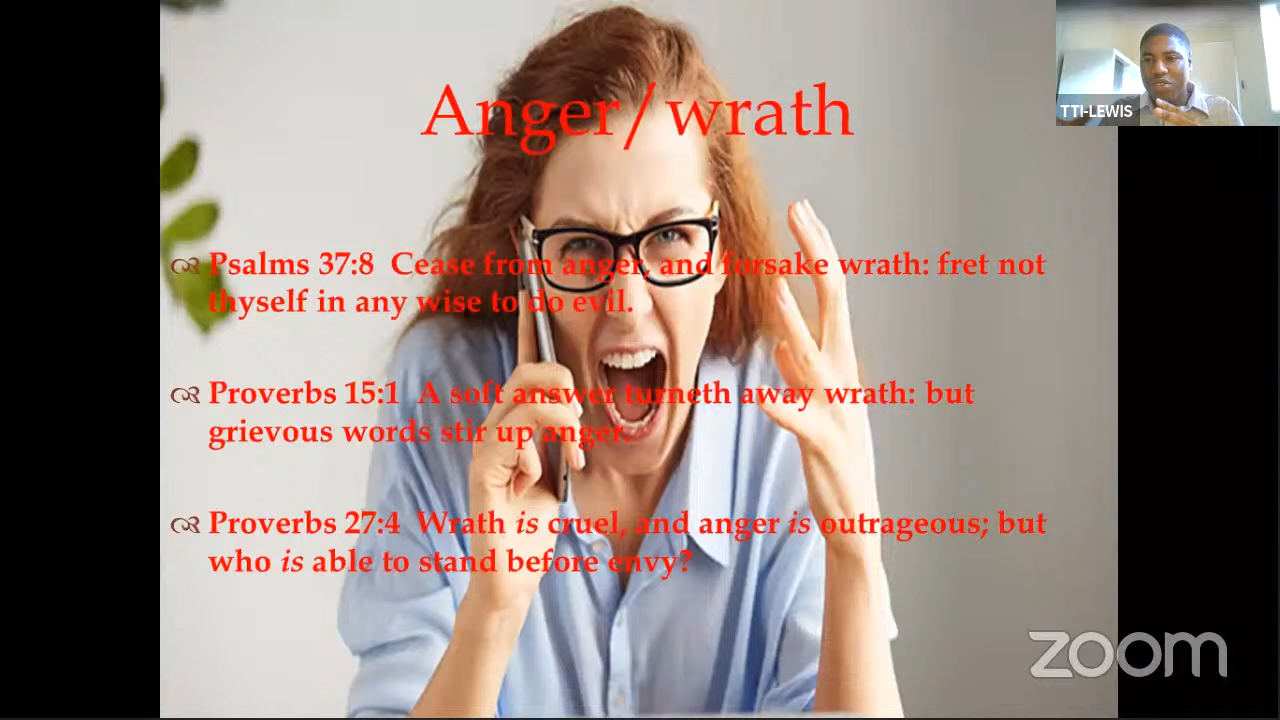 Anger/wrath
TTI-LEWIS
Psalms 37:8 Cease from anger, and forsake wrath: fret not
thyself in any wise to do evil.
Proverbs 15:1 A soft answer turneth away wrath: but
grievous words stir up anger.
Proverbs 27:4 Wrath is cruel, and anger is outrageous; but
who is able to stand before envy?
zoom